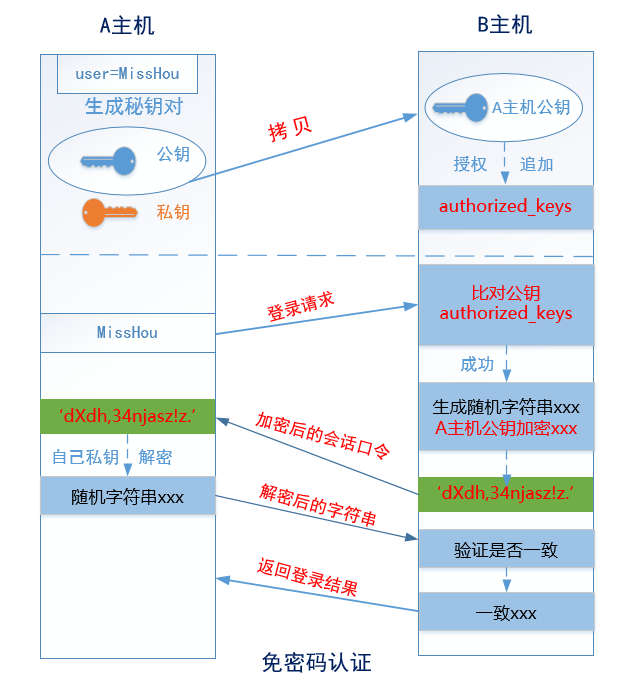 A主机
B主机
user=MissHou
生成秘钥对
公钥
私钥
拷 贝
A主机公钥
授权 追加
authorized_keys
登录请求
MissHou
比对公钥
authorized_keys
成功
生成随机字符串xxx
A主机公钥加密xxx
加密后的会话口令
‘dXdh,34njasz!z.’
‘dXdh,34njasz!z.’
自己私钥 解密
随机字符串xxx
解密后的字符串
验证是否一致
返回登录结果
一致xxx
免密码认证